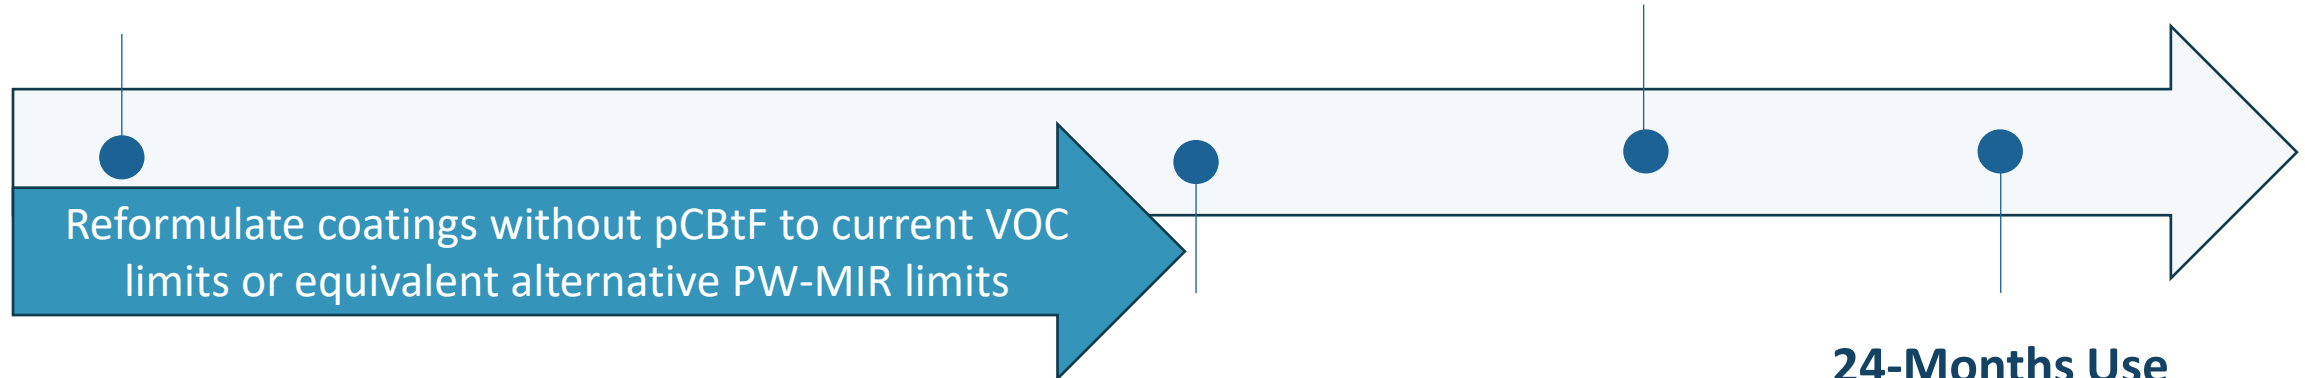 Reformulate coatings without pCBtF to current VOC
limits or equivalent alternative PW-MIR limits
24-Months Use